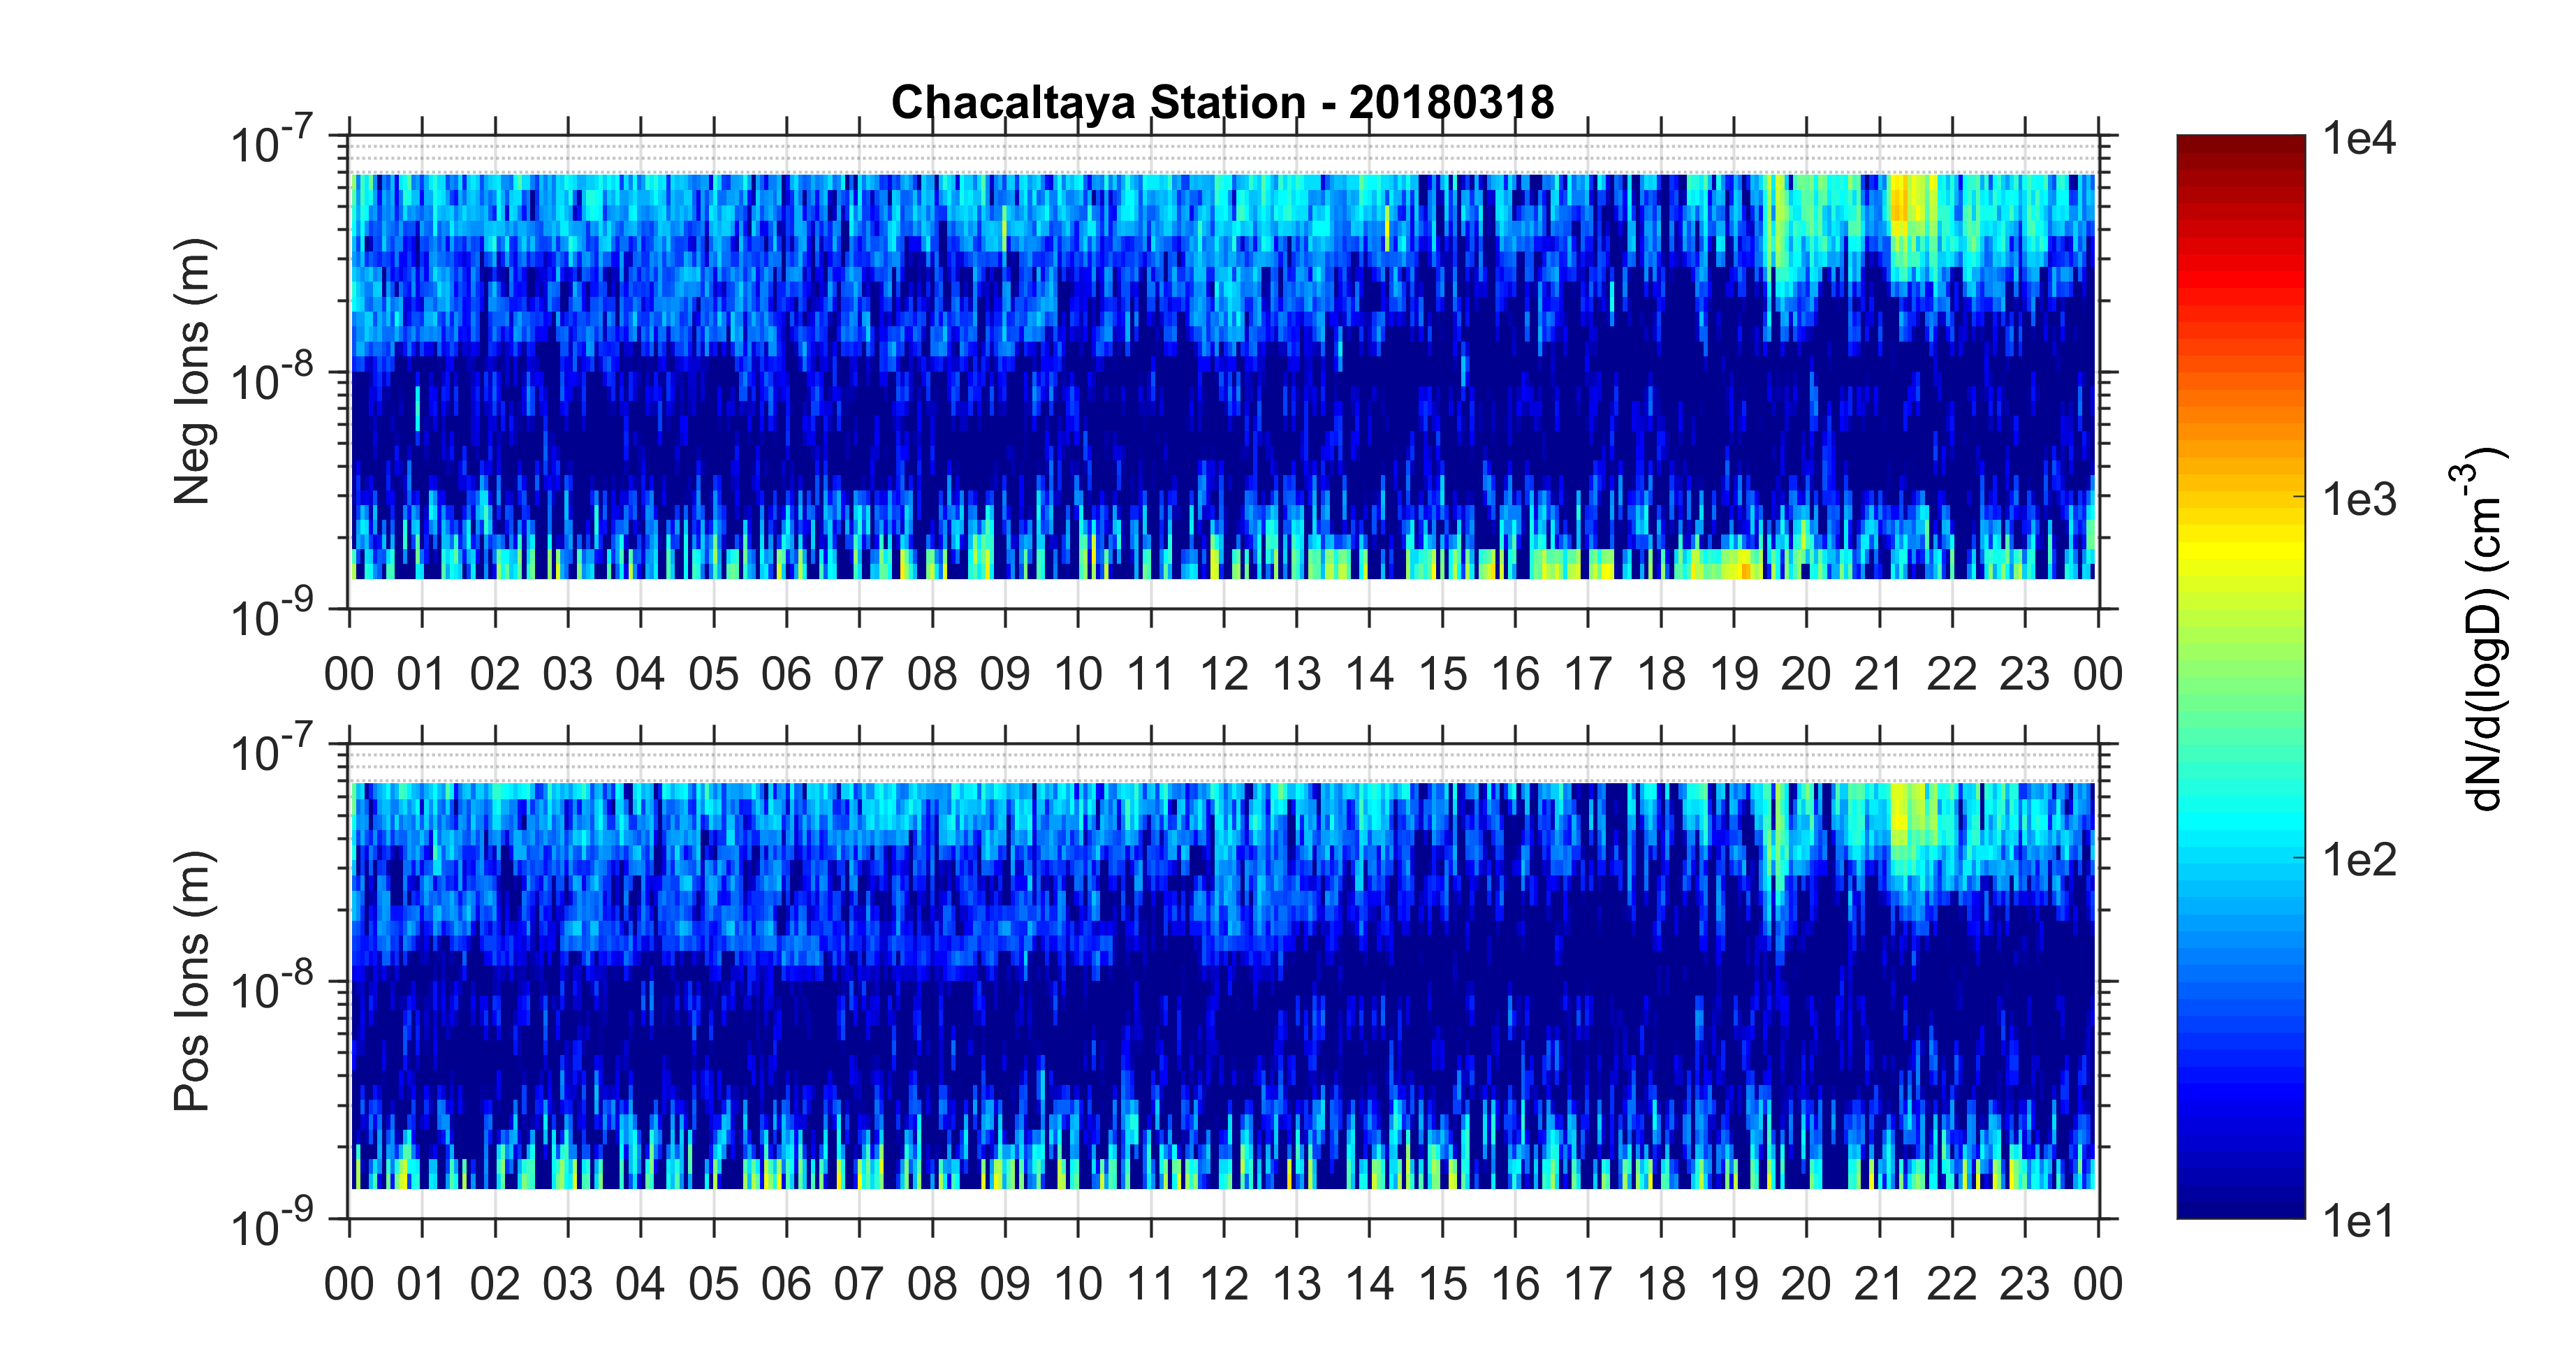 Chacaltaya Station - 20180318
10-7
10-8
10-9
Neg Ions (m)
00 01 02 03 04 05 06 07 08 09 10 11 12 13 14 15 16 17 18 19 20 21 22 23 00
10-7
10-8
10-9
Pos Ions (m)
00 01 02 03 04 05 06 07 08 09 10 11 12 13 14 15 16 17 18 19 20 21 22 23 00
1e4
1e3
1e2
1e1
dN/d(logD) (cm-3)